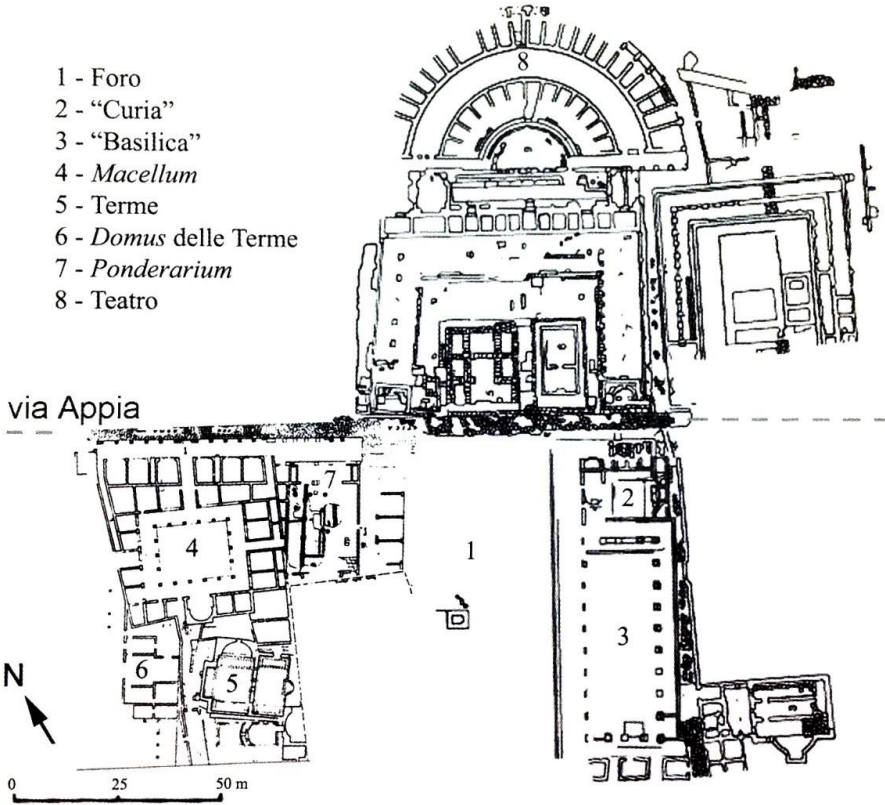 1 - Foro
2 - “Curia”
3 - “Basilica”
4 - Macellum
5 - Terme
6 - Domus delle Terme
7 - Ponderarium
8 - Teatro
8
via Appia
7
2
4
1
3
6
5
N
0 25 50 m